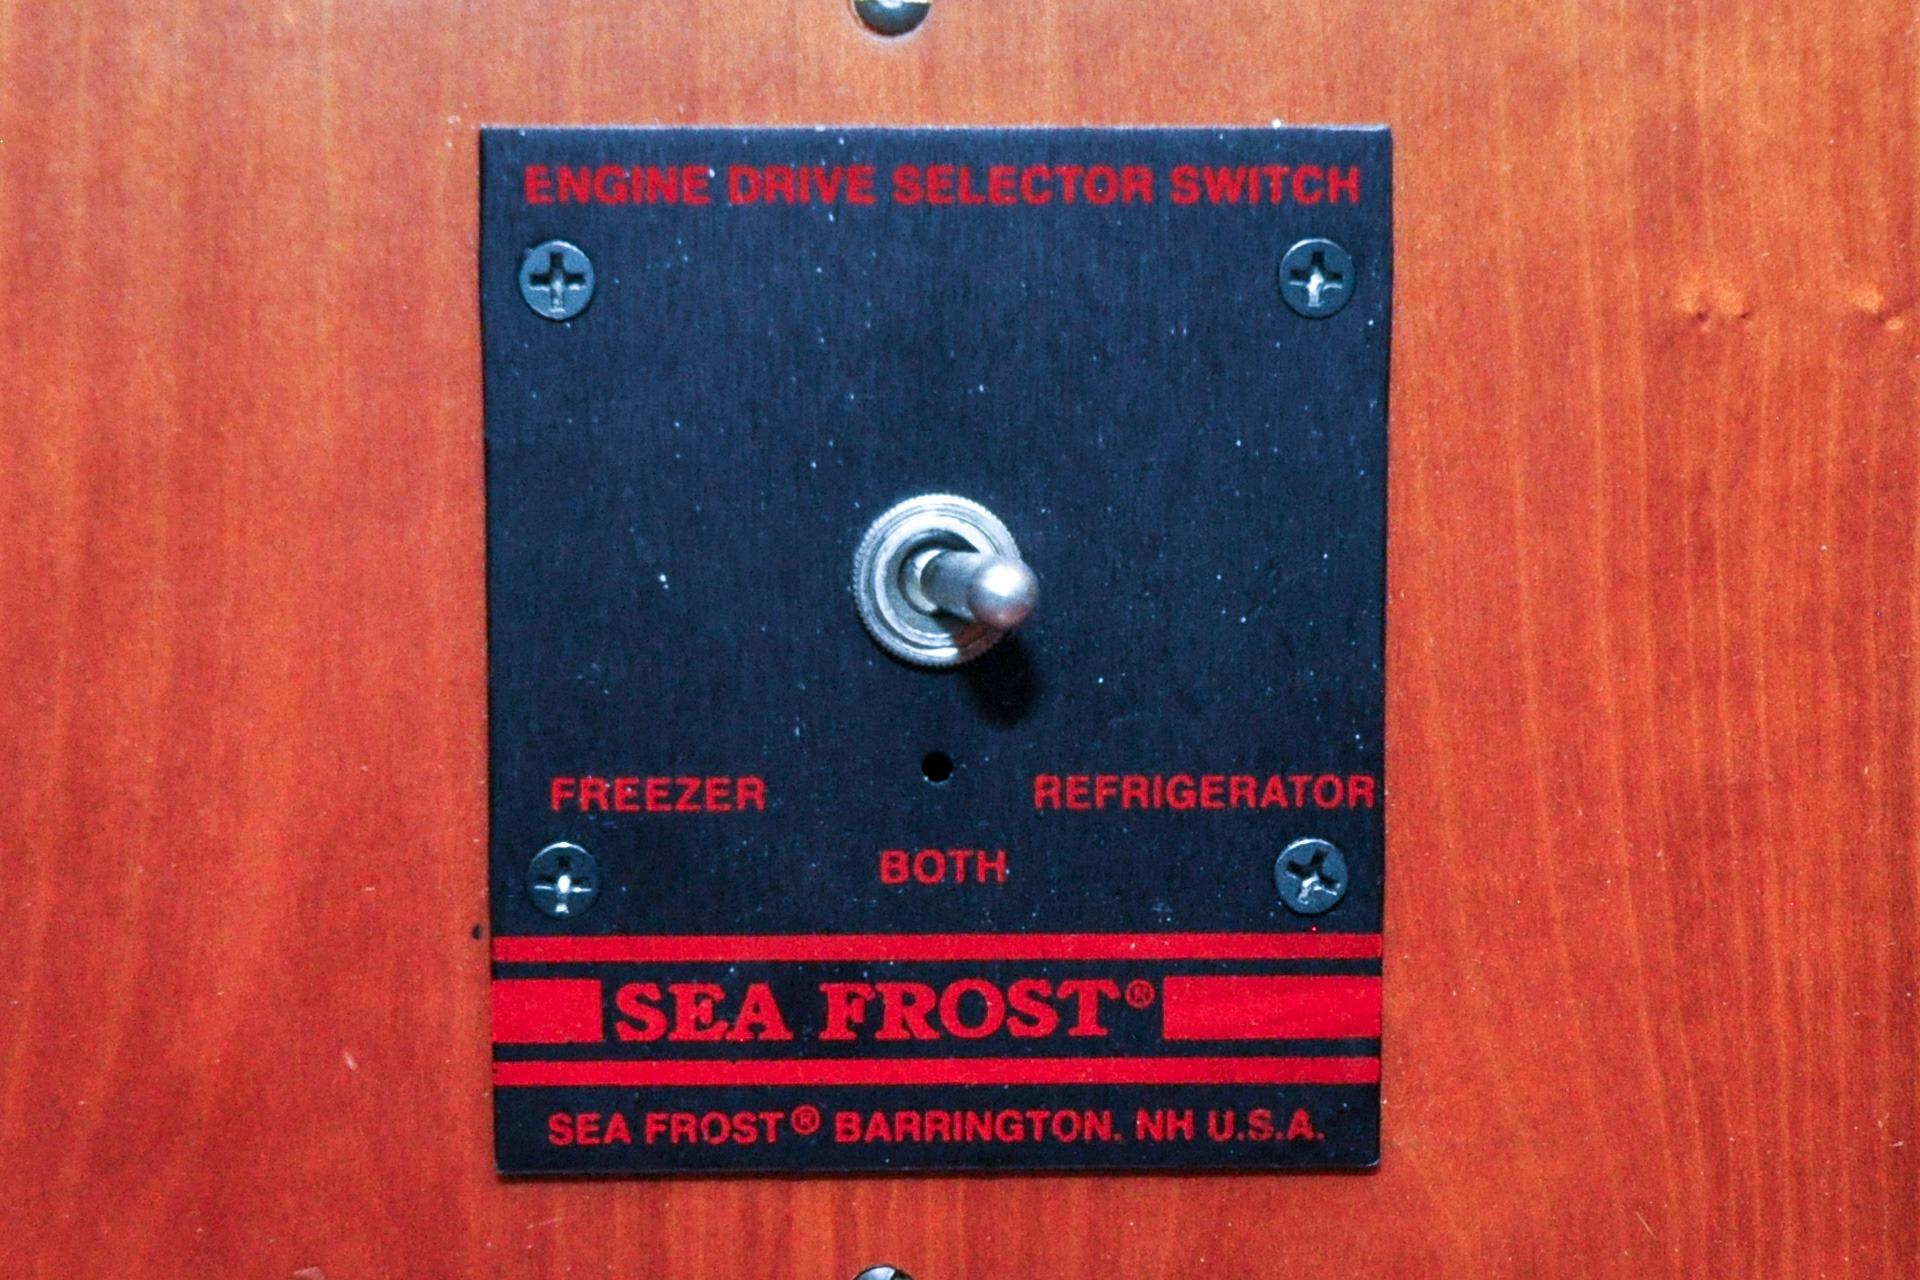 ENGINE DRIVE SELECTOR SWITCH
FREEZER REFRIGERATOR
BOTH
SEA FROST®
SEA FROST® BARRINGTON, NH U.S.A.